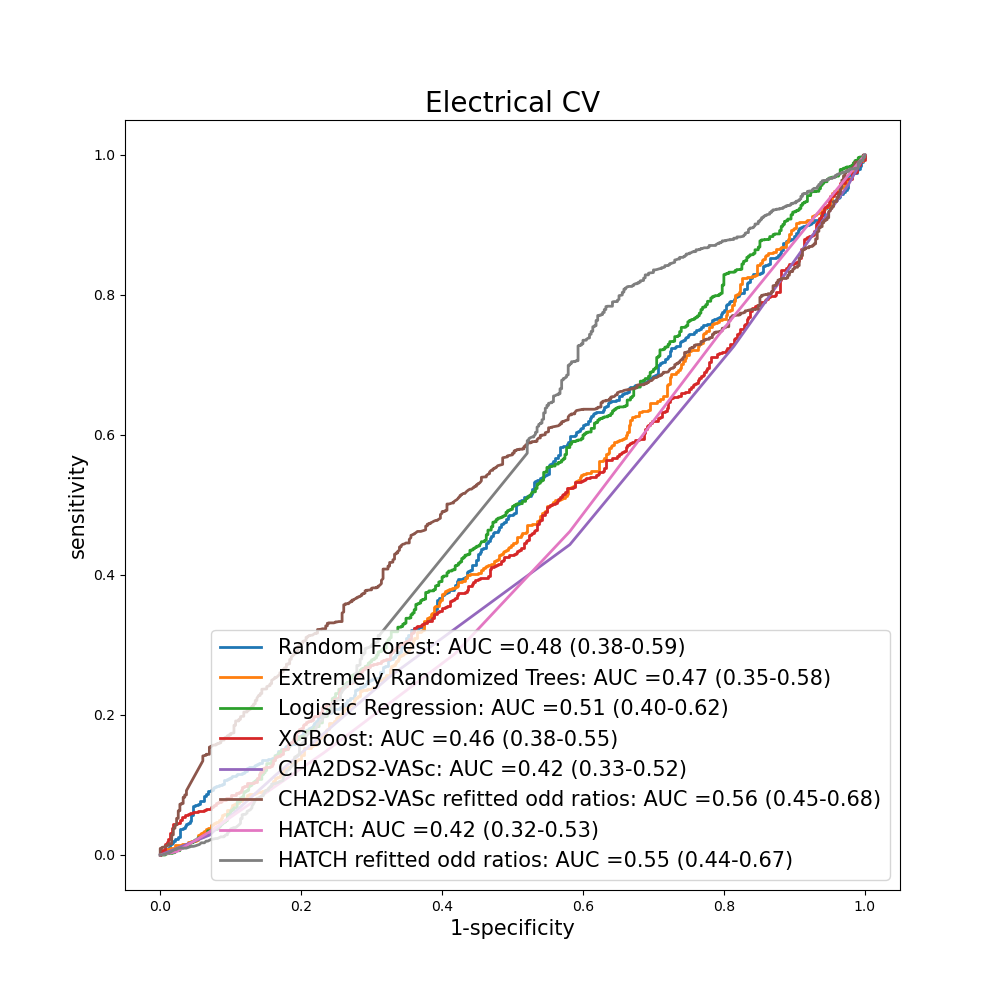 Electrical CV
1.0
0.8
0.6
0.4
0.2
0.0
sensitivity
Random Forest: AUC =0.48 (0.38-0.59)
Extremely Randomized Trees: AUC =0.47 (0.35-0.58)
Logistic Regression: AUC =0.51 (0.40-0.62)
XGBoost: AUC =0.46 (0.38-0.55)
CHA2DS2-VASc: AUC =0.42 (0.33-0.52)
CHA2DS2-VASc refitted odd ratios: AUC =0.56 (0.45-0.68)
HATCH: AUC =0.42 (0.32-0.53)
HATCH refitted odd ratios: AUC =0.55 (0.44-0.67)
0.0 0.2 0.4 0.6 0.8 1.0
1-specificity